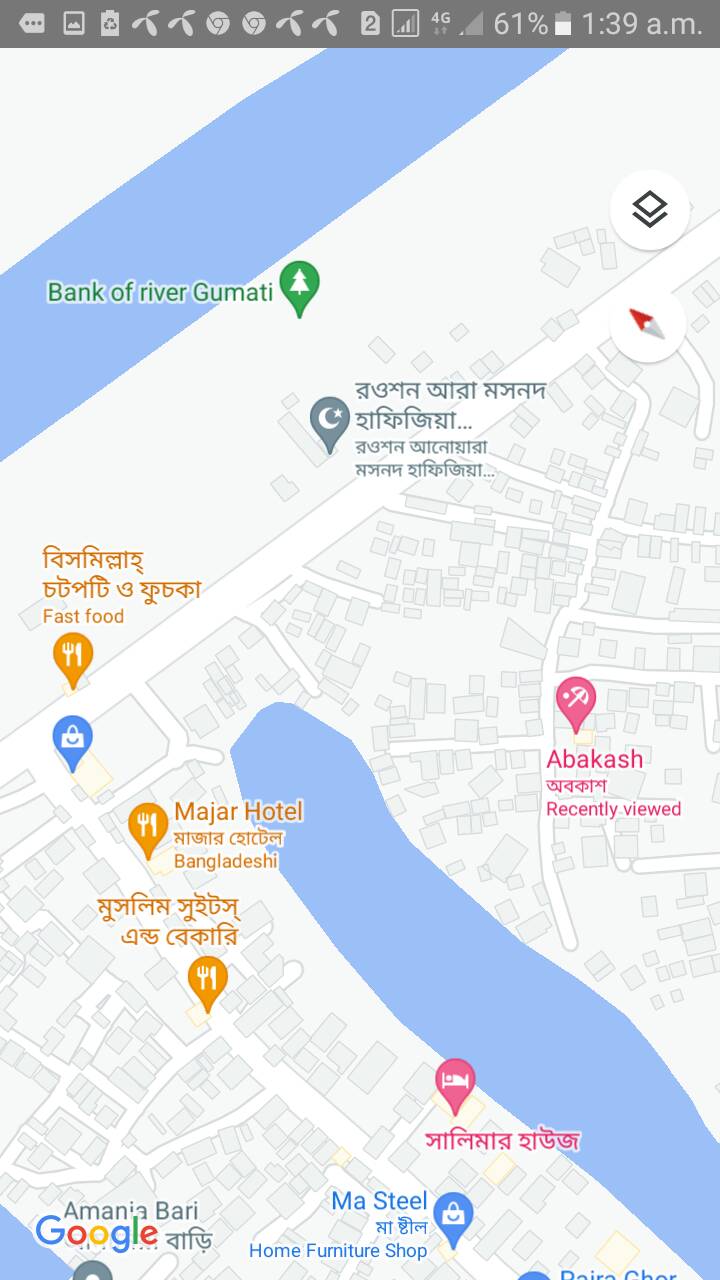 2
4G
61%
1:39 a.m.
Bank of river Gumati
রওশন আরা মসনদ
হাফিজিয়া...
রওশন আনোয়ারা
মসনদ হাফিজিয়া...
বিসমিল্লাহ্
চটপটি ও ফুচকা
Fast food
Abakash
অবকাশ
Recently viewed
Majar Hotel
মাজার হোটেল
Bangladeshi
মুসলিম সুইটস্
এন্ড বেকারি
সালিমার হাউজ
Ma Steel
মা ষ্টীল
Home Furniture Shop
Amania Bari
বাড়ি
Google